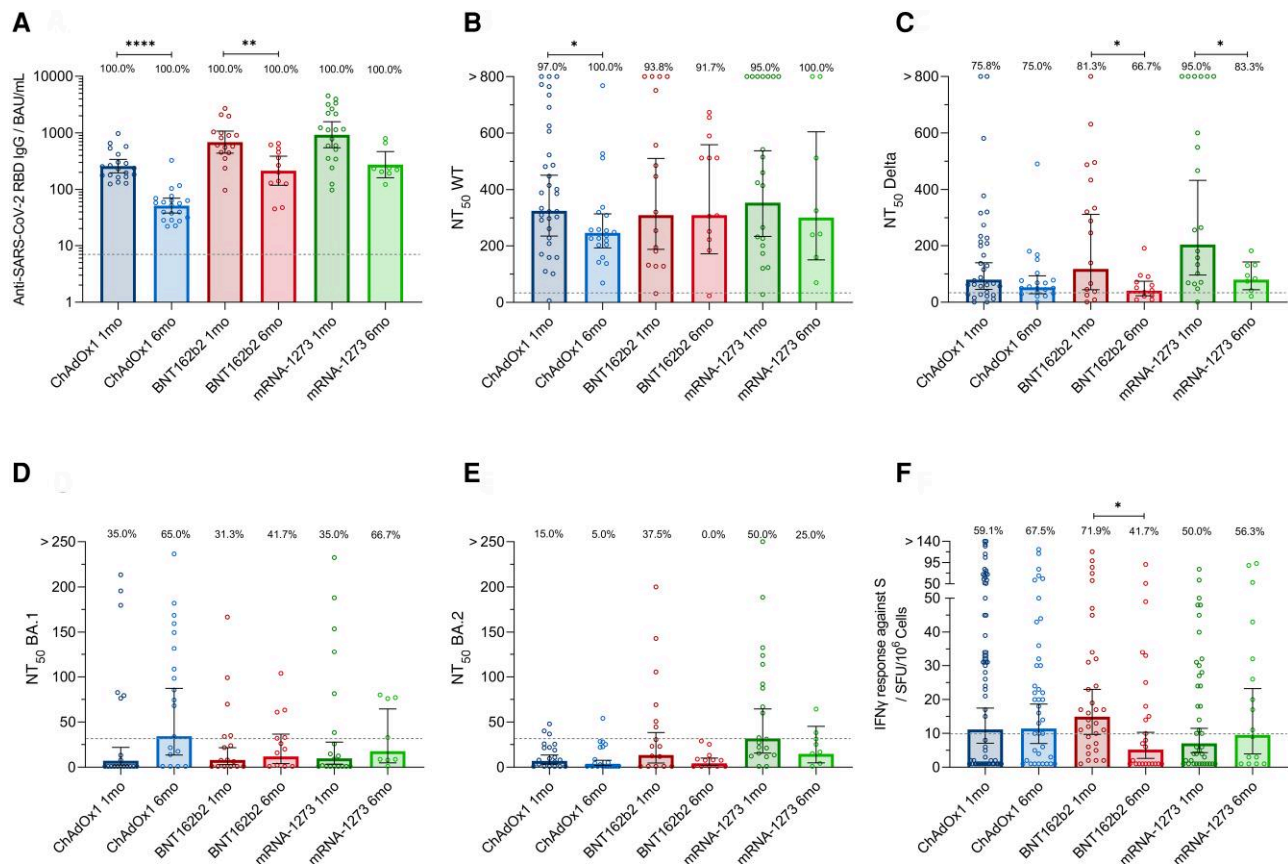 A
B
C
**** **
100.0% 100.0% 100.0% 100.0% 100.0% 100.0%
10000
1000
100
10
1
Anti-SARS-CoV-2 RBD IgG / BAU/mL
ChAdOx1 1mo
ChAdOx1 6mo
BNT162b2 1mo
BNT162b2 6mo
mRNA-1273 1mo
mRNA-1273 6mo
*
97.0% 100.0% 93.8% 91.7% 95.0% 100.0%
> 800
600
400
200
0
NT50 WT
ChAdOx1 1mo
ChAdOx1 6mo
BNT162b2 1mo
BNT162b2 6mo
mRNA-1273 1mo
mRNA-1273 6mo
* *
75.8% 75.0% 81.3% 66.7% 95.0% 83.3%
> 800
600
400
200
0
NT50 Delta
ChAdOx1 1mo
ChAdOx1 6mo
BNT162b2 1mo
BNT162b2 6mo
mRNA-1273 1mo
mRNA-1273 6mo
D
E
F
35.0% 65.0% 31.3% 41.7% 35.0% 66.7%
> 250
200
150
100
50
0
NT50 BA.1
ChAdOx1 1mo
ChAdOx1 6mo
BNT162b2 1mo
BNT162b2 6mo
mRNA-1273 1mo
mRNA-1273 6mo
15.0% 5.0% 37.5% 0.0% 50.0% 25.0%
> 250
200
150
100
50
0
NT50 BA.2
ChAdOx1 1mo
ChAdOx1 6mo
BNT162b2 1mo
BNT162b2 6mo
mRNA-1273 1mo
mRNA-1273 6mo
*
59.1% 67.5% 71.9% 41.7% 50.0% 56.3%
> 140
95
50
50
40
30
20
10
0
IFNγ response against S
/ SFU/10⁶ Cells
ChAdOx1 1mo
ChAdOx1 6mo
BNT162b2 1mo
BNT162b2 6mo
mRNA-1273 1mo
mRNA-1273 6mo